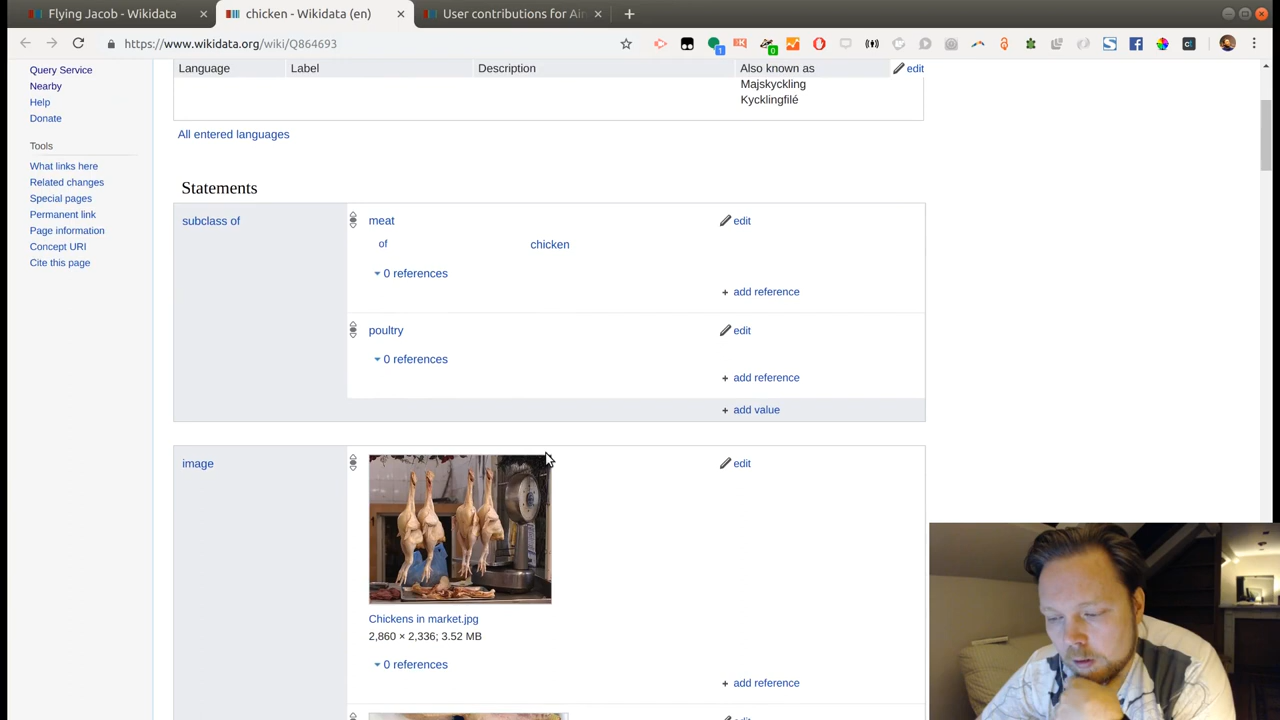 Flying Jacob - Wikidata
chicken - Wikidata (en)
User contributions for Ai
https://www.wikidata.org/wiki/Q864693
Query Service
Nearby
Help
Donate
Tools
What links here
Related changes
Special pages
Permanent link
Page information
Concept URI
Cite this page
Language Label Description Also known as edit
Majskyckling
Kycklingfilé
All entered languages
Statements
subclass of
meat
edit
of chicken
0 references
+ add reference
poultry
edit
0 references
+ add reference
+ add value
image
edit
Chickens in market.jpg
2,860 × 2,336; 3.52 MB
0 references
+ add reference